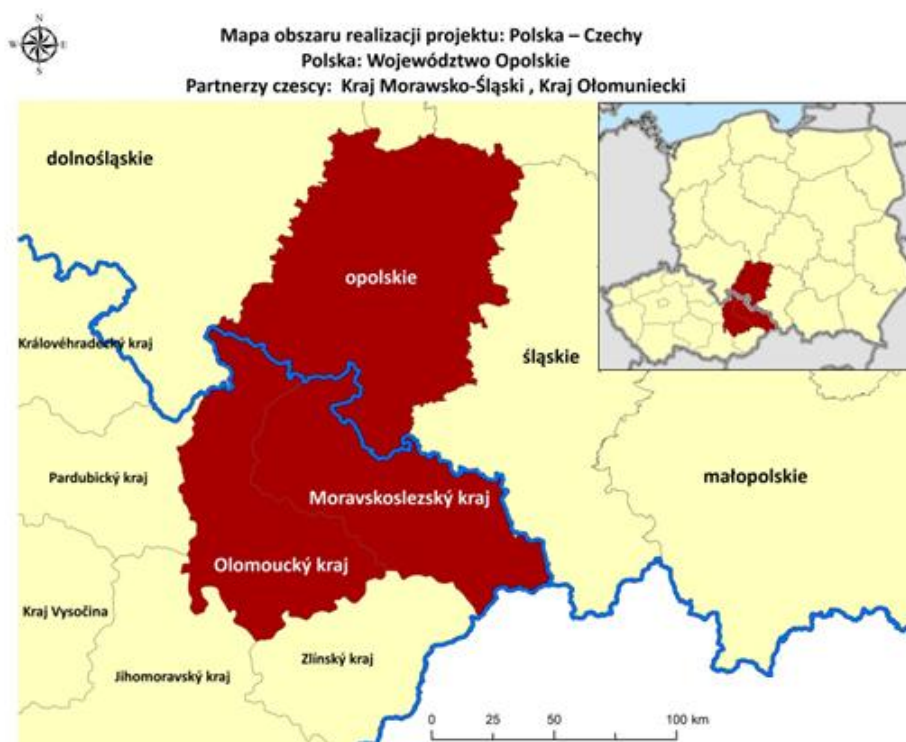 N
W E
S
Mapa obszaru realizacji projektu: Polska – Czechy
Polska: Województwo Opolskie
Partnerzy czescy: Kraj Morawsko-Śląski , Kraj Ołomuniecki
dolnośląskie
opolskie
Královéhradecký kraj
śląskie
Pardubický kraj
małopolskie
Moravskoslezský kraj
Olomoucký kraj
Kraj Vysočina
Zlínský kraj
Jihomoravský kraj
0 25 50 100 km